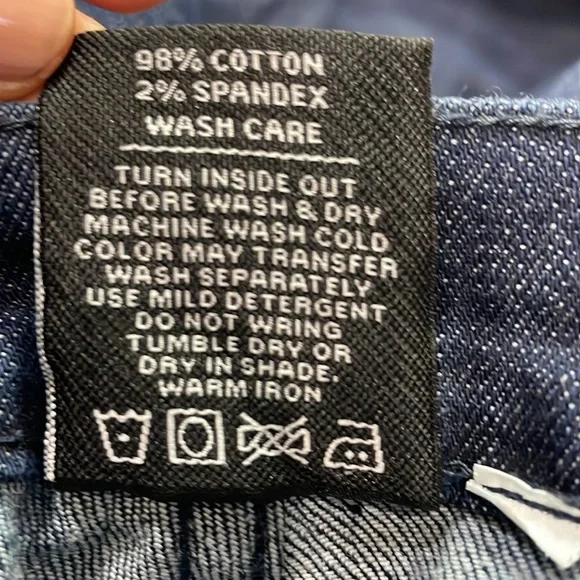 98% COTTON
2% SPANDEX
WASH CARE
TURN INSIDE OUT
BEFORE WASH & DRY
MACHINE WASH COLD
COLOR MAY TRANSFER
WASH SEPARATELY
USE MILD DETERGENT
DO NOT WRING
TUMBLE DRY OR
DRY IN SHADE.
WARM IRON